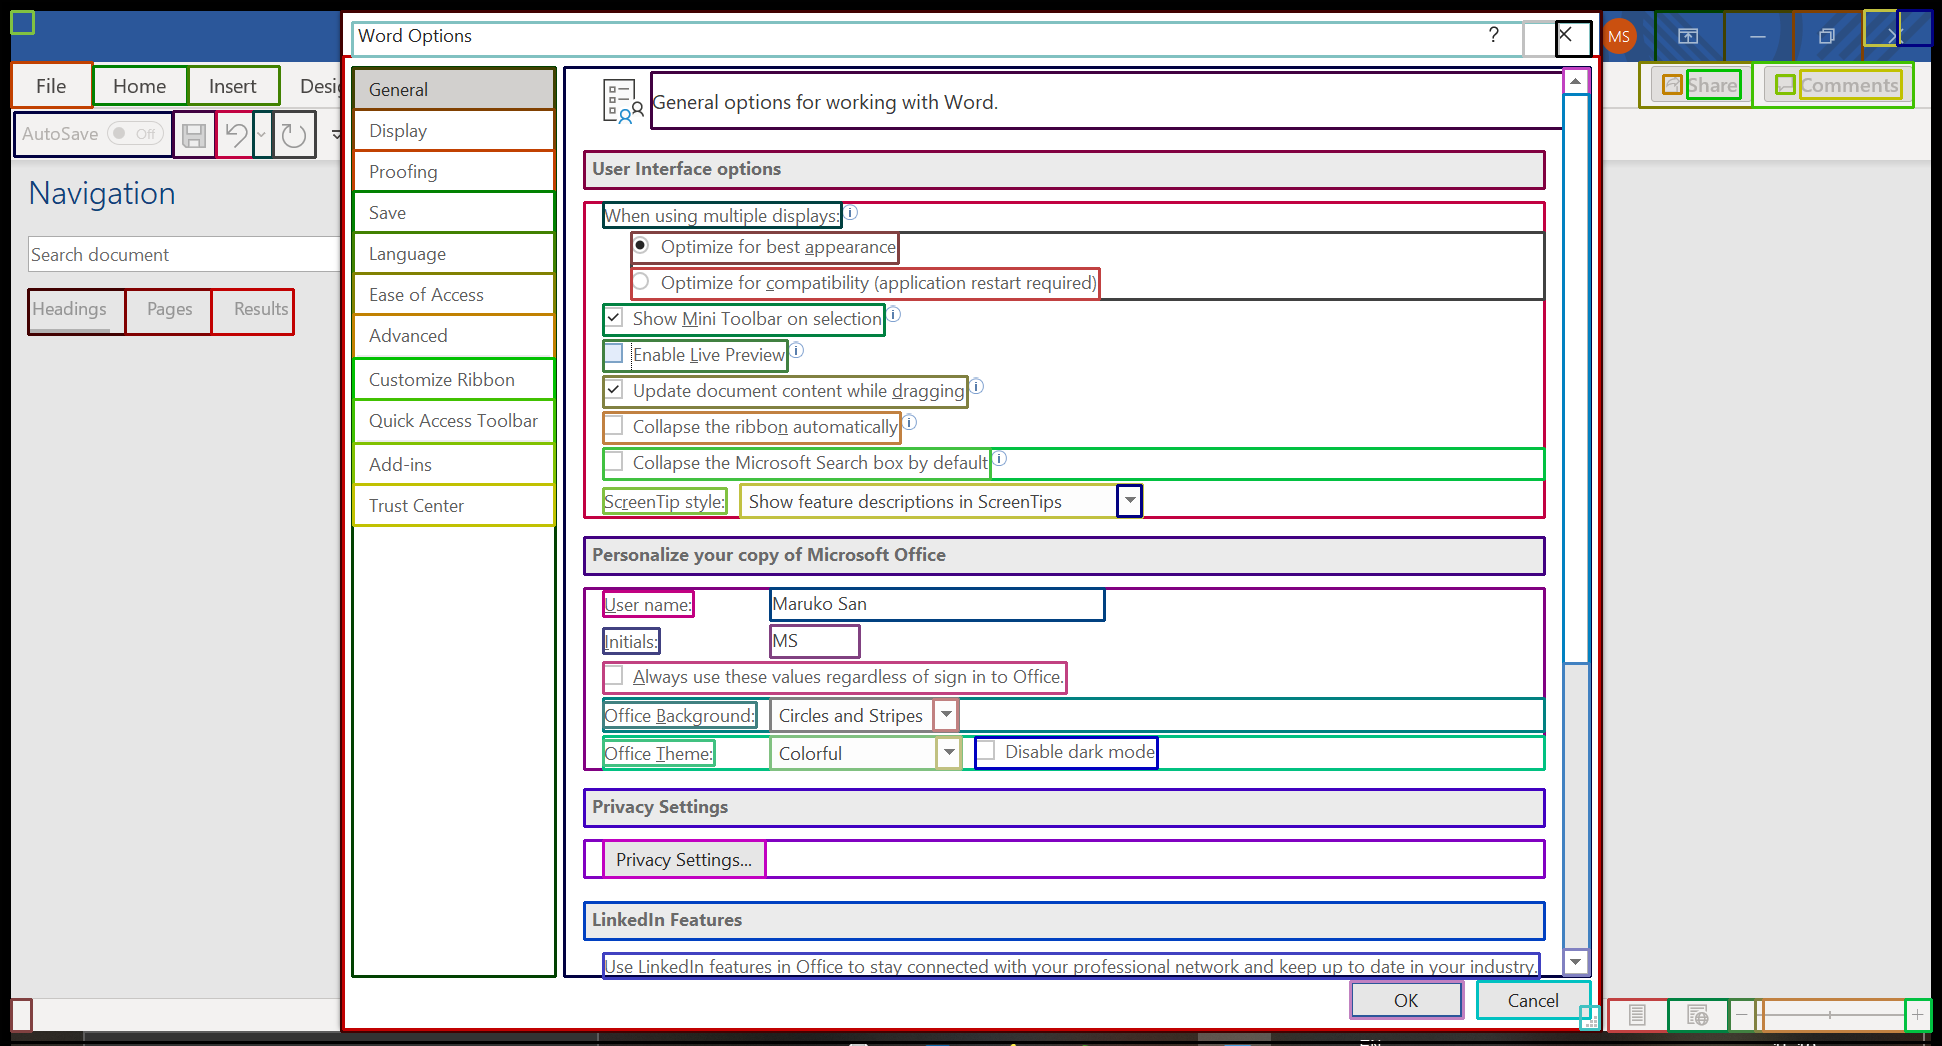 Word Options
?
MS
File
Home
Insert
Share
Comments
AutoSave
Off
Navigation
Search document
Headings
Pages
Results
General
Display
Proofing
Save
Language
Ease of Access
Advanced
Customize Ribbon
Quick Access Toolbar
Add-ins
Trust Center
General options for working with Word.
User Interface options
When using multiple displays:
Optimize for best appearance
Optimize for compatibility (application restart required)
Show Mini Toolbar on selection
Enable Live Preview
Update document content while dragging
Collapse the ribbon automatically
Collapse the Microsoft Search box by default
ScreenTip style:
Show feature descriptions in ScreenTips
Personalize your copy of Microsoft Office
User name:
Maruko San
Initials:
MS
Always use these values regardless of sign in to Office.
Office Background:
Circles and Stripes
Office Theme:
Colorful
Disable dark mode
Privacy Settings
Privacy Settings...
LinkedIn Features
Use LinkedIn features in Office to stay connected with your professional network and keep up to date in your industry.
OK
Cancel